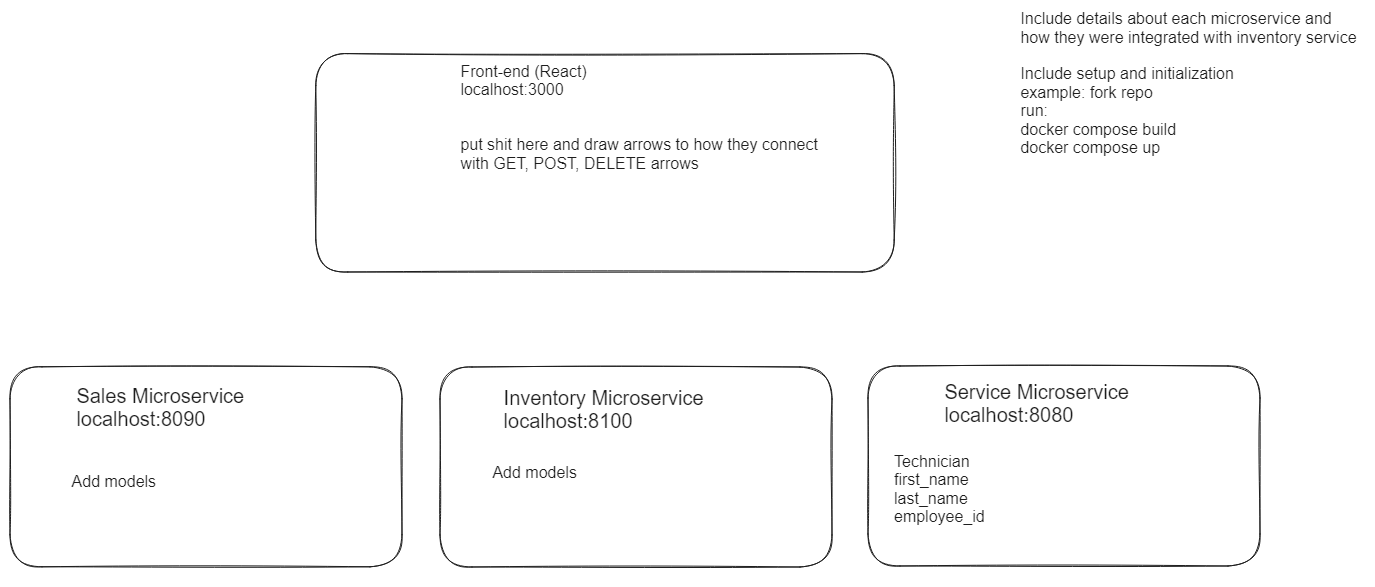 Include details about each microservice and
how they were integrated with inventory service
Include setup and initialization
example: fork repo
run:
docker compose build
docker compose up
Front-end (React)
localhost:3000
put shit here and draw arrows to how they connect
with GET, POST, DELETE arrows
Sales Microservice
localhost:8090
Add models
Inventory Microservice
localhost:8100
Add models
Service Microservice
localhost:8080
Technician
first_name
last_name
employee_id